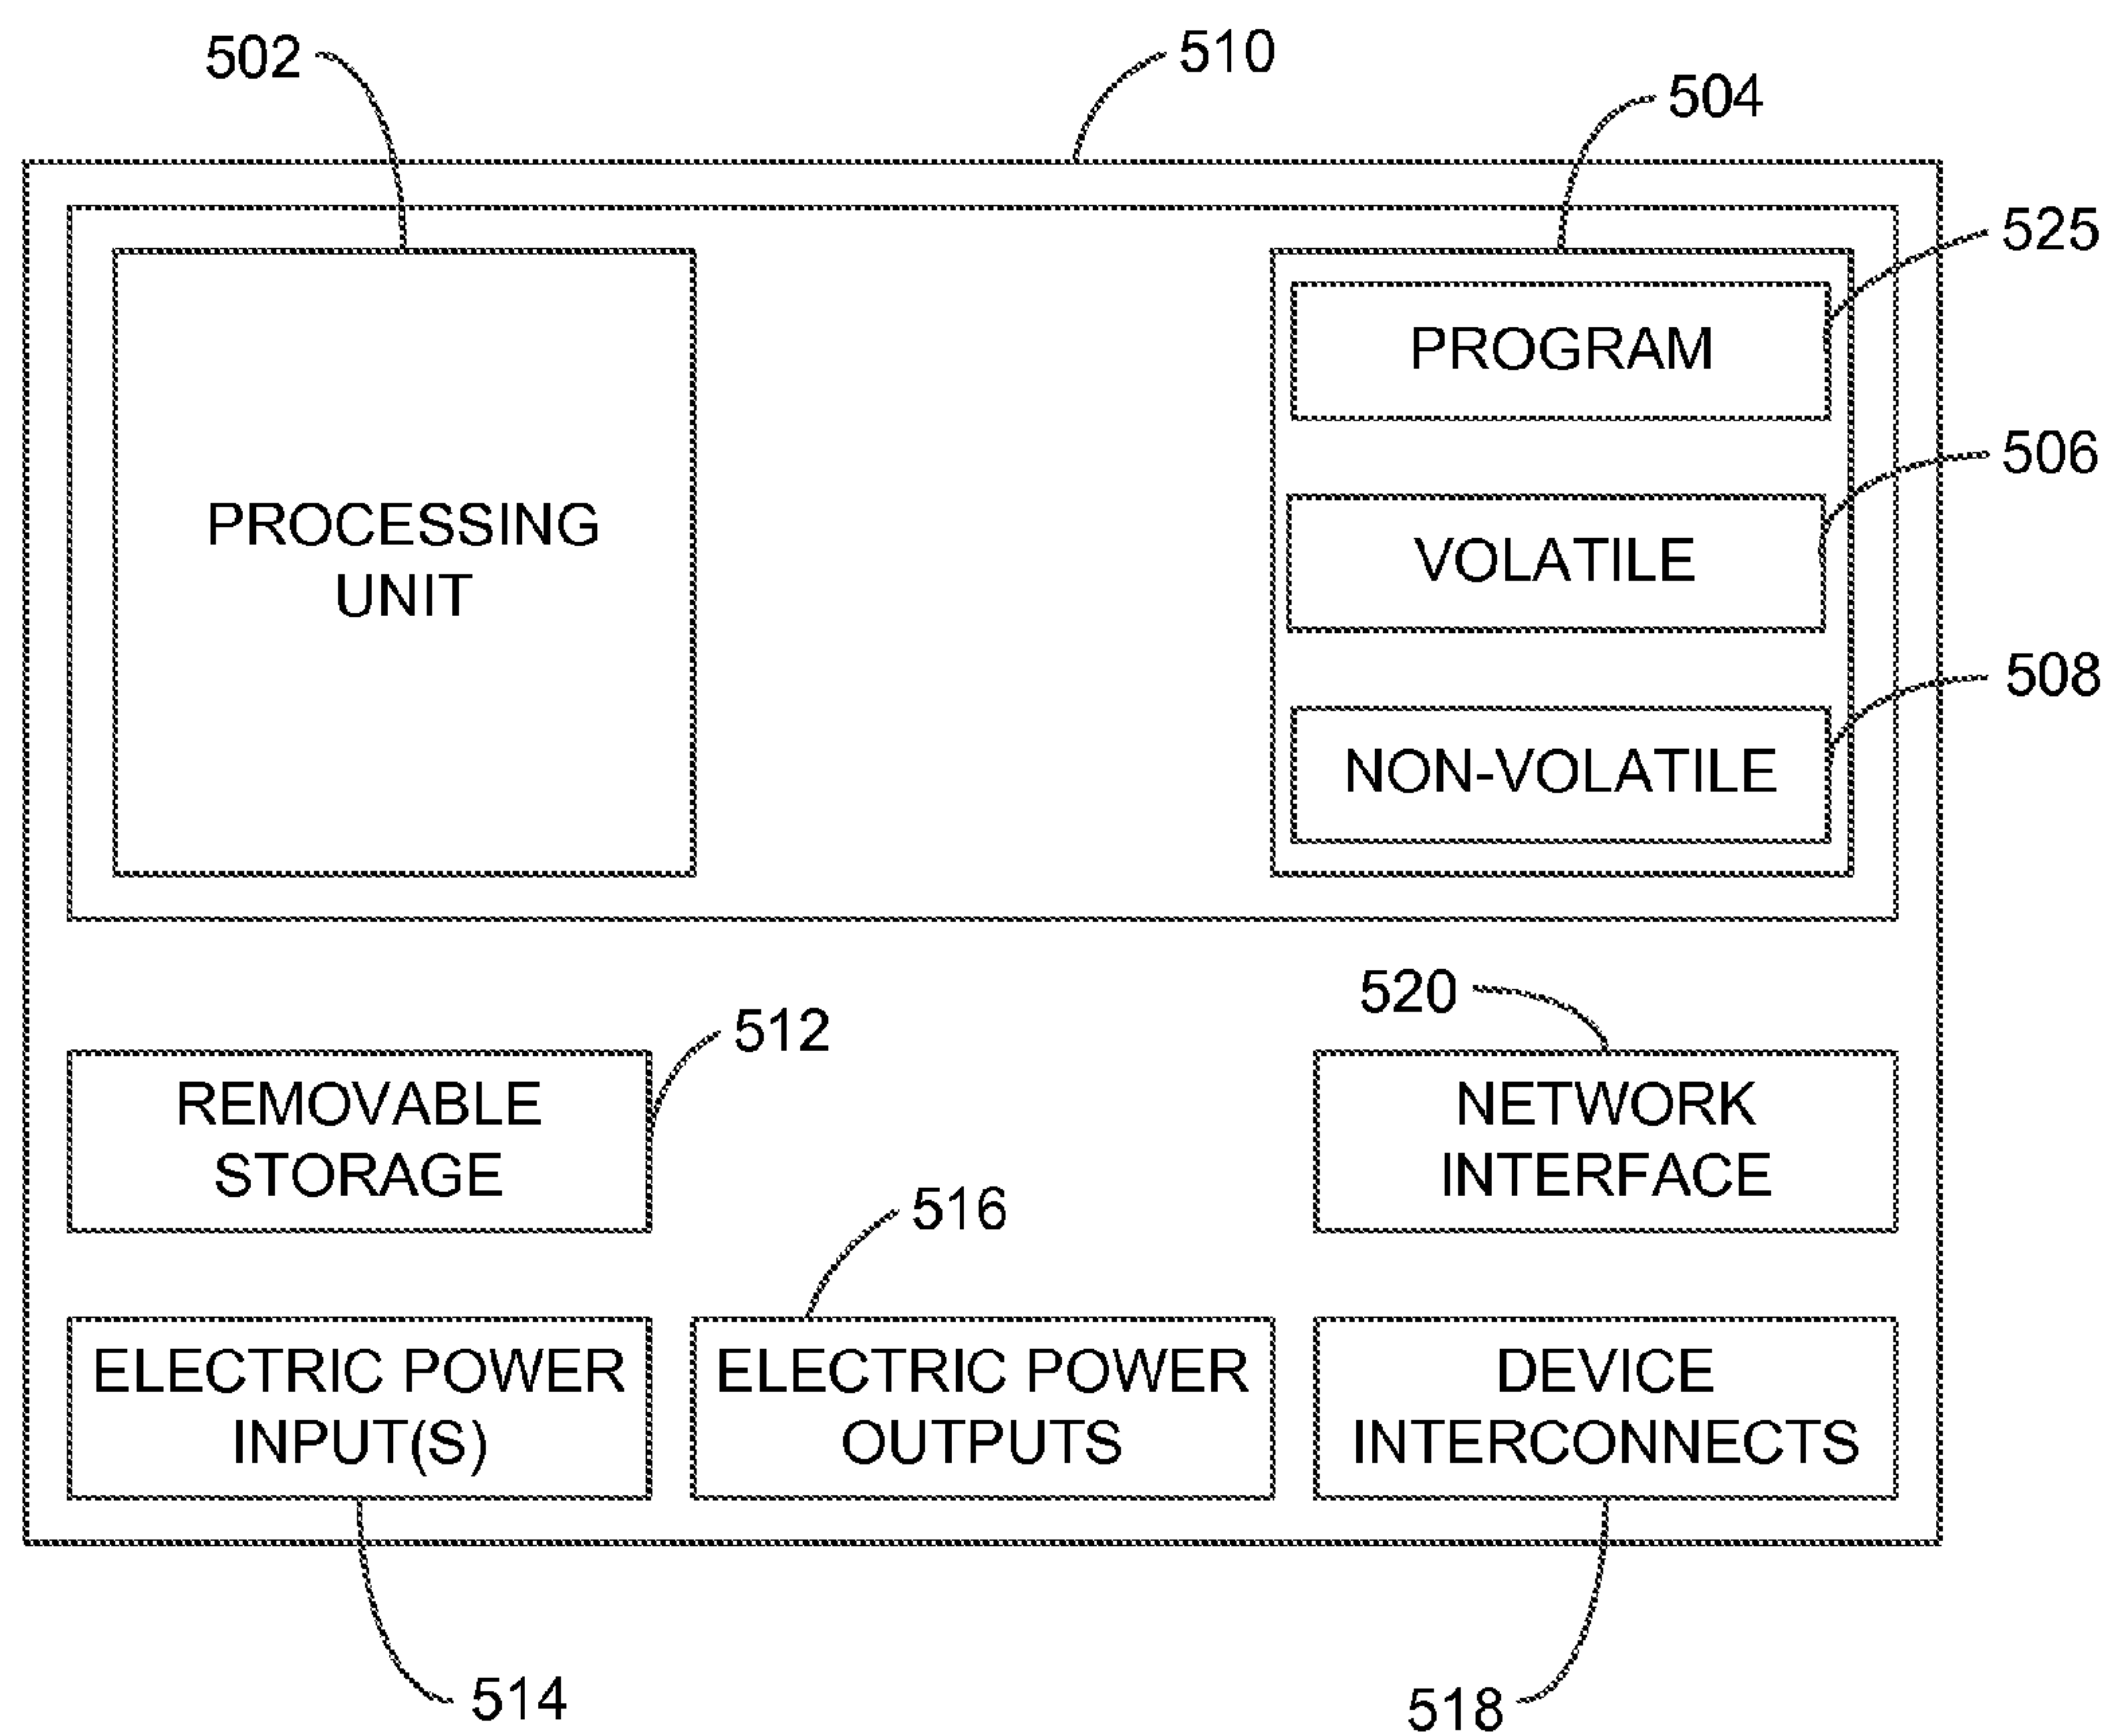 502
510
504
525
PROGRAM
506
PROCESSING
UNIT
VOLATILE
508
NON-VOLATILE
520
512
REMOVABLE
STORAGE
NETWORK
INTERFACE
516
ELECTRIC POWER
INPUT(S)
ELECTRIC POWER
OUTPUTS
DEVICE
INTERCONNECTS
514
518